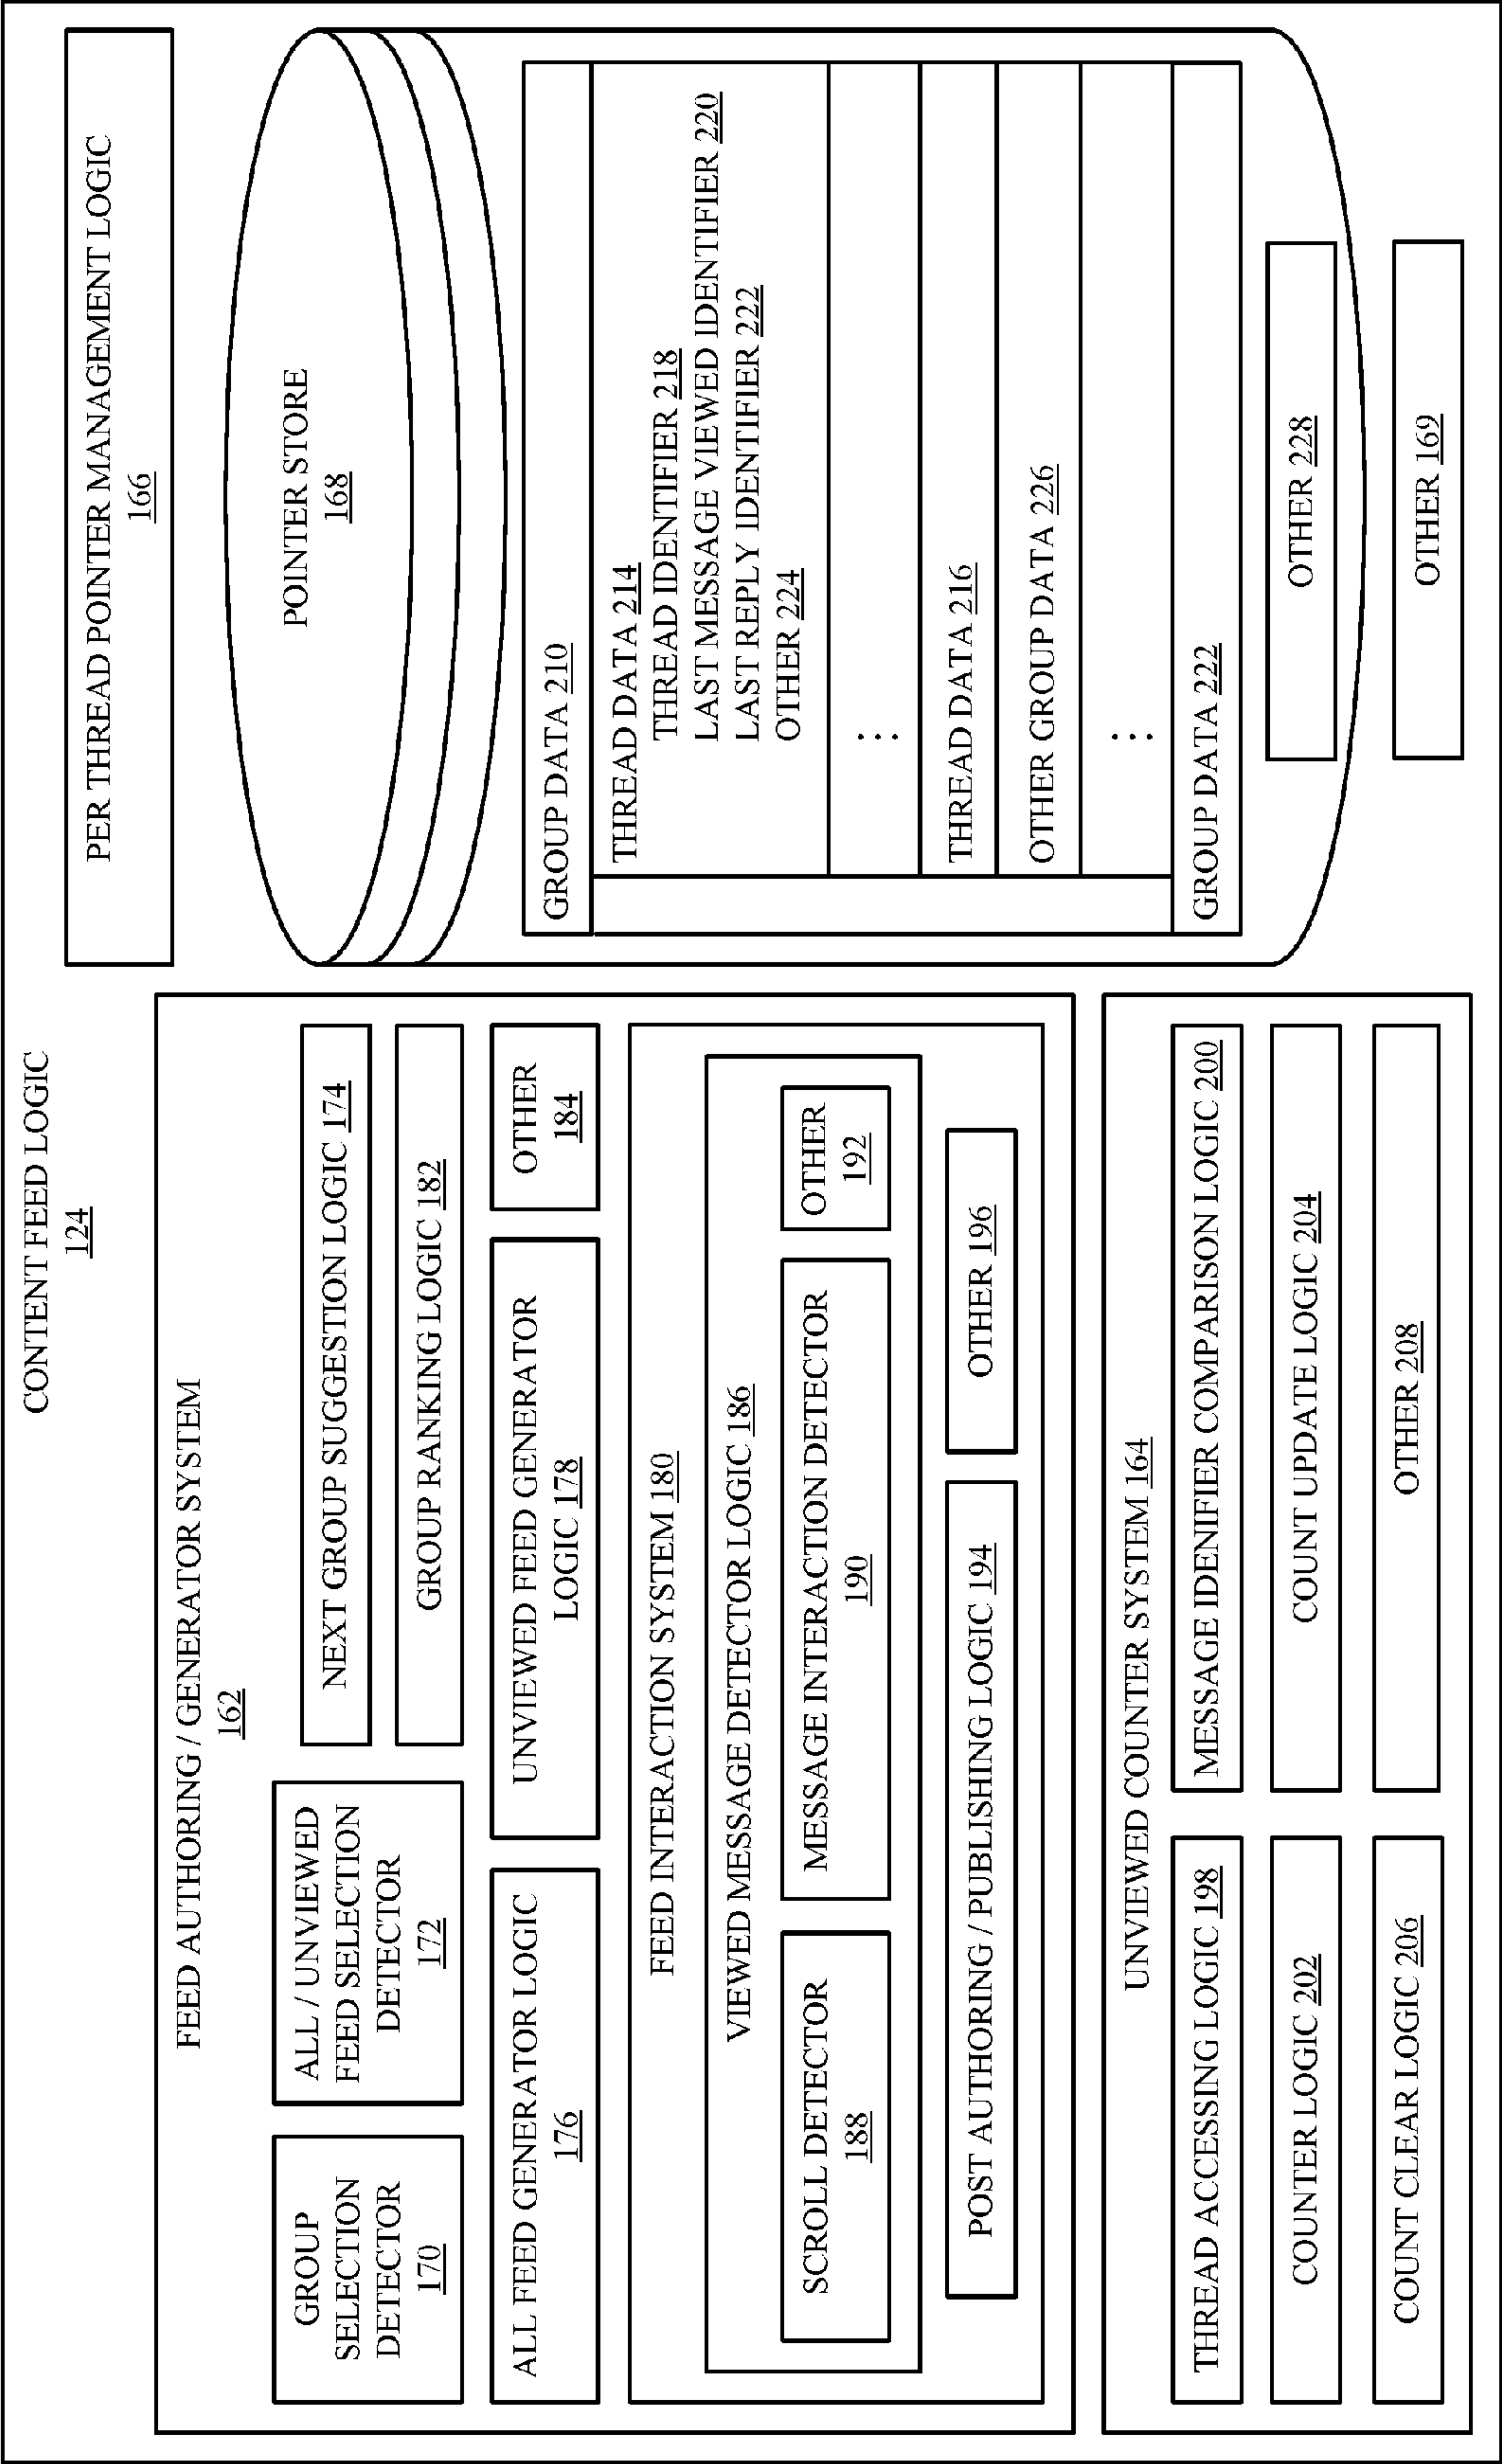 CONTENT FEED LOGIC
124
FEED AUTHORING / GENERATOR SYSTEM
162
GROUP
SELECTION
DETECTOR
170
ALL / UNVIEWED
FEED SELECTION
DETECTOR
172
NEXT GROUP SUGGESTION LOGIC 174
GROUP RANKING LOGIC 182
ALL FEED GENERATOR LOGIC
176
UNVIEWED FEED GENERATOR
LOGIC 178
OTHER
184
FEED INTERACTION SYSTEM 180
VIEWED MESSAGE DETECTOR LOGIC 186
SCROLL DETECTOR
188
MESSAGE INTERACTION DETECTOR
190
OTHER
192
POST AUTHORING / PUBLISHING LOGIC 194
OTHER 196
UNVIEWED COUNTER SYSTEM 164
THREAD ACCESSING LOGIC 198
MESSAGE IDENIFIER COMPARISON LOGIC 200
COUNTER LOGIC 202
COUNT UPDATE LOGIC 204
COUNT CLEAR LOGIC 206
OTHER 208
PER THREAD POINTER MANAGEMENT LOGIC
166
POINTER STORE
168
GROUP DATA 210
THREAD DATA 214
THREAD IDENTIFIER 218
LAST MESSAGE VIEWED IDENTIFIER 220
LAST REPLY IDENTIFIER 222
OTHER 224
...
THREAD DATA 216
OTHER GROUP DATA 226
...
GROUP DATA 222
OTHER 228
OTHER 169